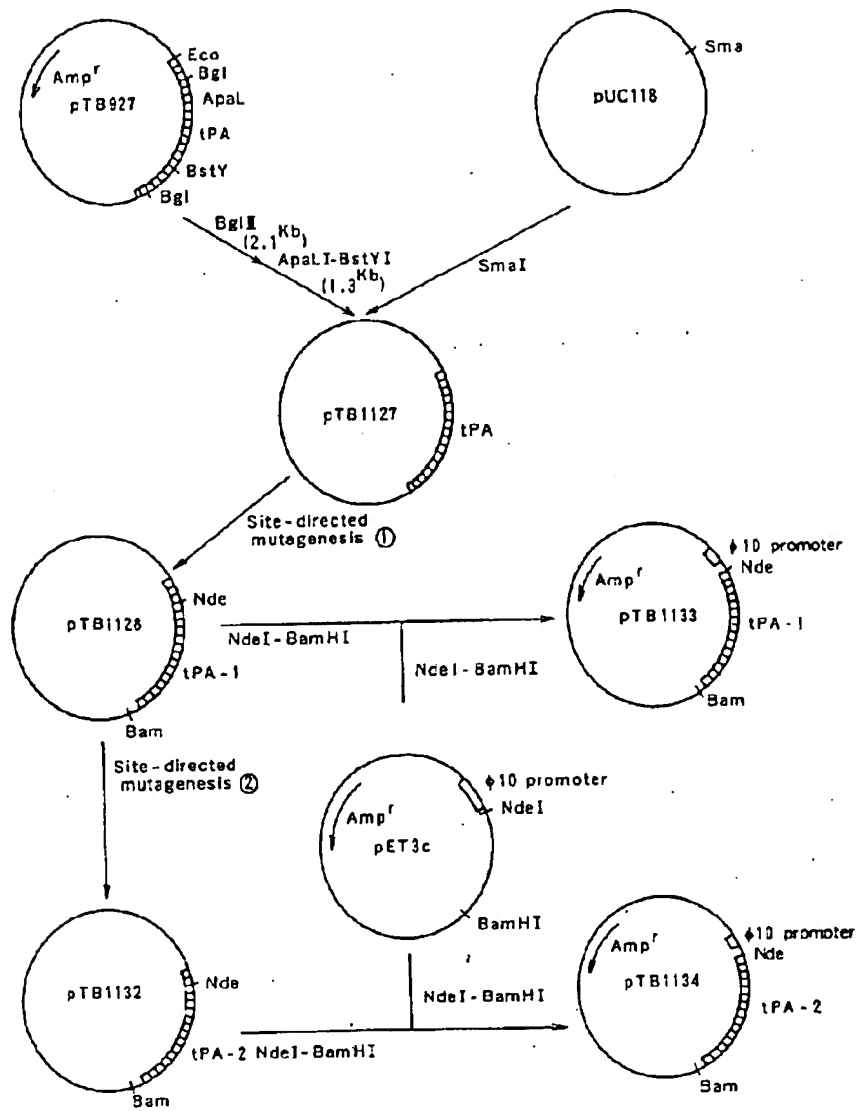 Eco
Bgl
ApaL
tPA
BstY
Bgl
Amp^r
pTB927
Sma
pUC118
BglⅡ
(2.1^Kb)
ApaLI-BstYI
(1.3^Kb)
SmaI
pTB1127
tPA
Site-directed
mutagenesis ①
Nde
pTB1128
tPA-1
Bam
NdeI-BamHI
NdeI-BamHI
φ10 promoter
Nde
Amp^r
pTB1133
tPA-1
Bam
Site-directed
mutagenesis ②
φ10 promoter
NdeI
Amp^r
pET3c
BamHI
NdeI-BamHI
pTB1132
Nde
tPA-2 NdeI-BamHI
Bam
φ10 promoter
Nde
Amp^r
pTB1134
tPA-2
Bam